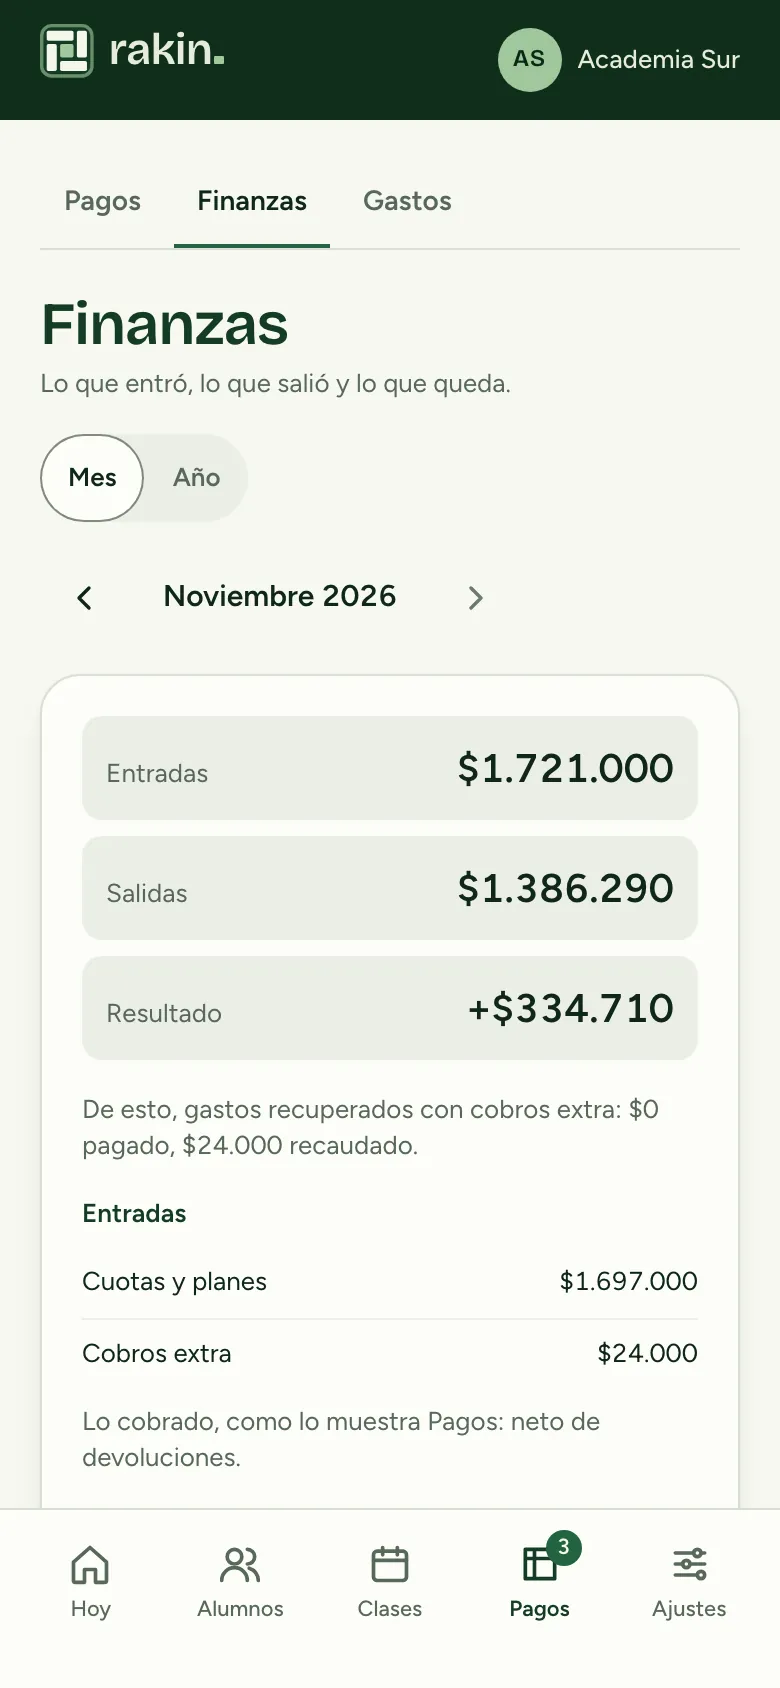 rakin.
AS
Academia Sur
Pagos
Finanzas
Gastos
Finanzas
Lo que entró, lo que salió y lo que queda.
Mes
Año
Noviembre 2026
Entradas
$1.721.000
Salidas
$1.386.290
Resultado
+$334.710
De esto, gastos recuperados con cobros extra: $0
pagado, $24.000 recaudado.
Entradas
Cuotas y planes
$1.697.000
Cobros extra
$24.000
Lo cobrado, como lo muestra Pagos: neto de
devoluciones.
3
Hoy
Alumnos
Clases
Pagos
Ajustes